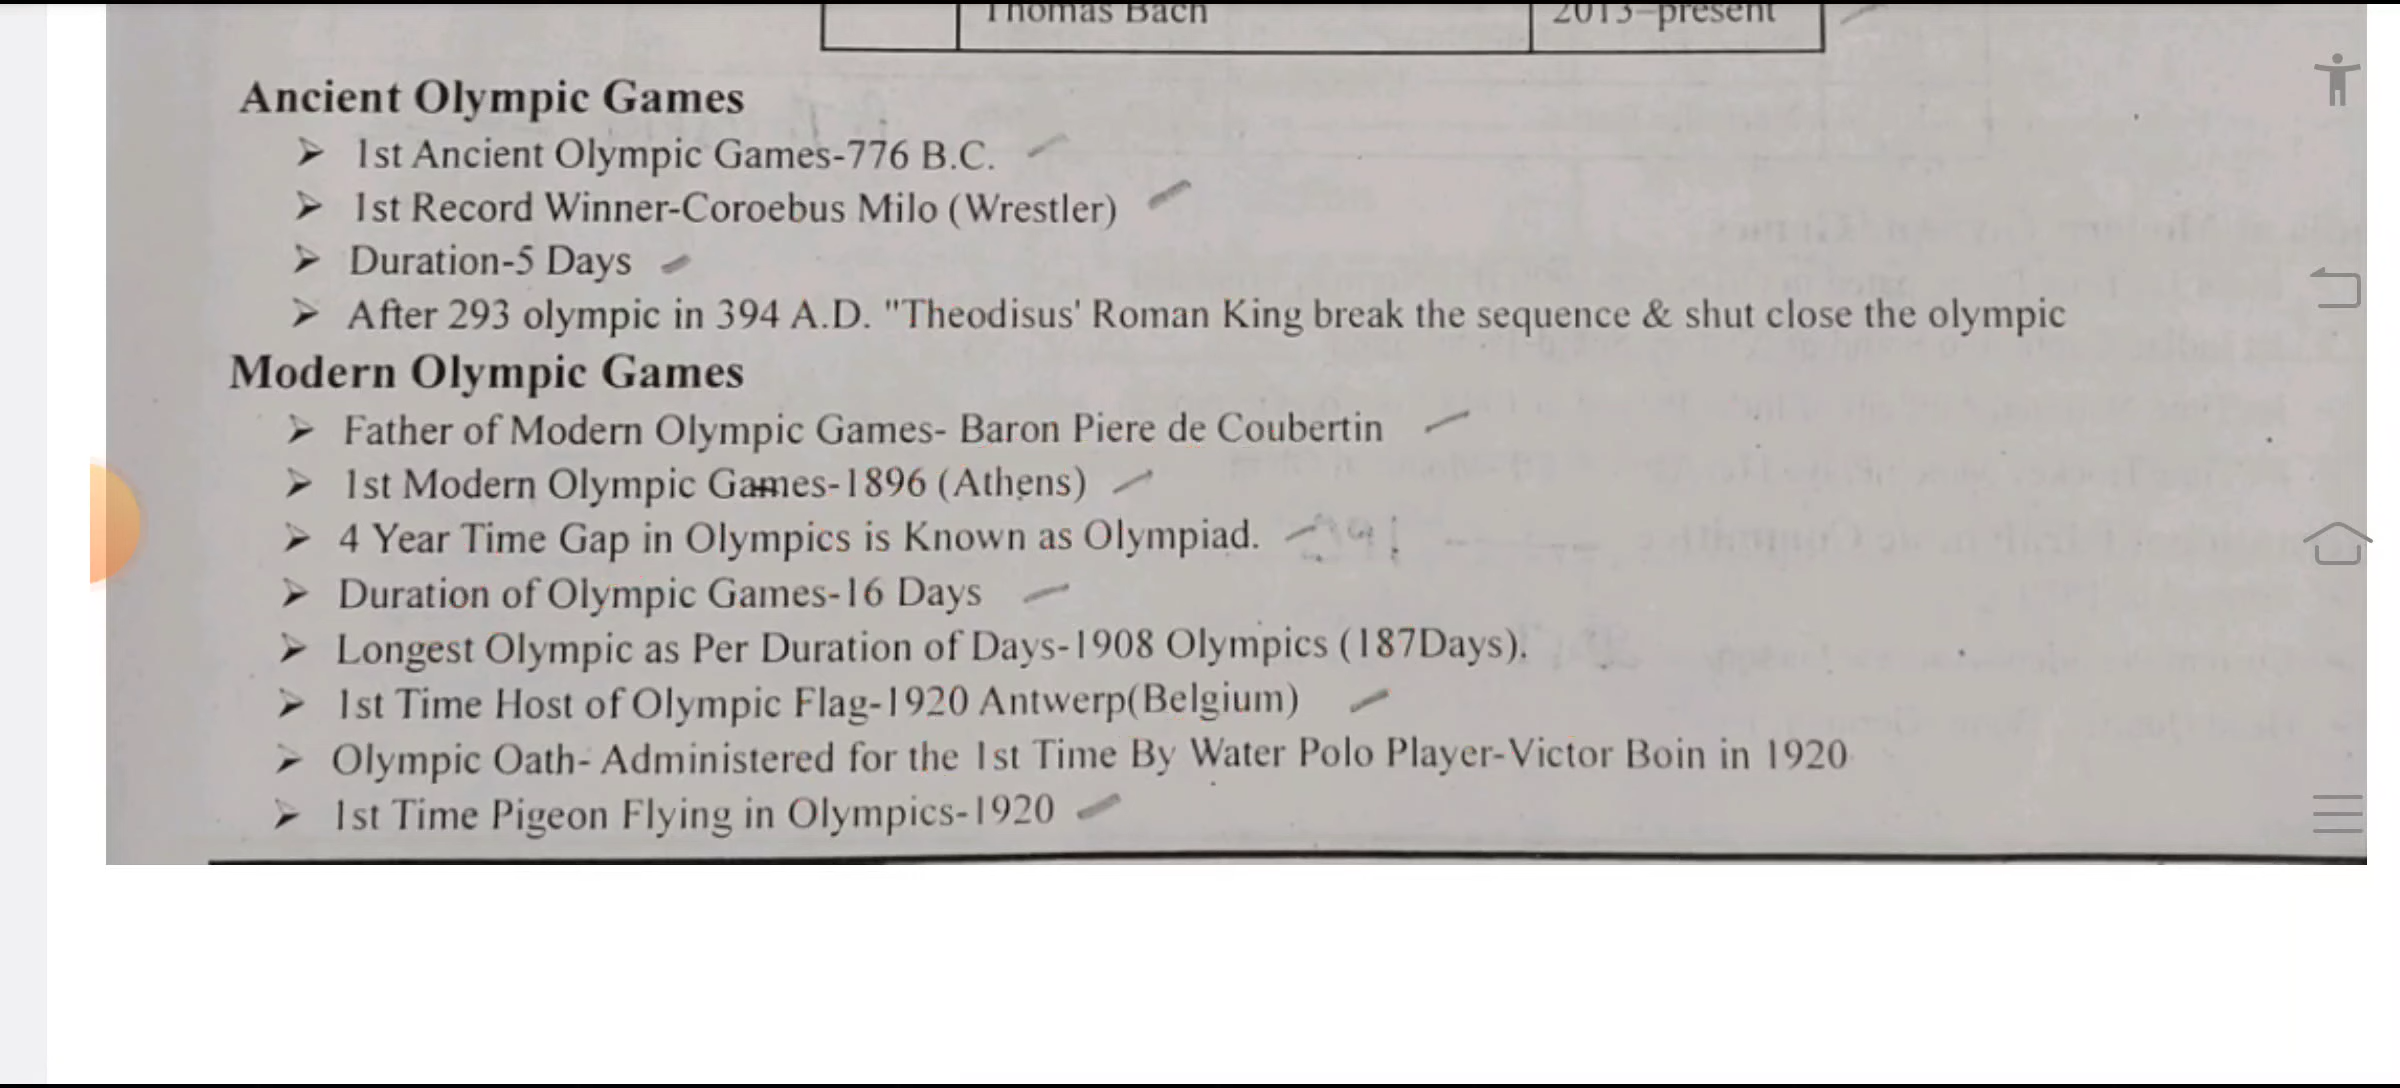 Thomas Bach 2013-present
Ancient Olympic Games
➤ 1st Ancient Olympic Games-776 B.C.
➤ 1st Record Winner-Coroebus Milo (Wrestler)
➤ Duration-5 Days
➤ After 293 olympic in 394 A.D. "Theodisus' Roman King break the sequence & shut close the olympic
Modern Olympic Games
➤ Father of Modern Olympic Games- Baron Piere de Coubertin
➤ 1st Modern Olympic Games-1896 (Athens)
➤ 4 Year Time Gap in Olympics is Known as Olympiad.
➤ Duration of Olympic Games-16 Days
➤ Longest Olympic as Per Duration of Days-1908 Olympics (187Days).
➤ 1st Time Host of Olympic Flag-1920 Antwerp(Belgium)
➤ Olympic Oath- Administered for the 1st Time By Water Polo Player-Victor Boin in 1920
➤ 1st Time Pigeon Flying in Olympics-1920